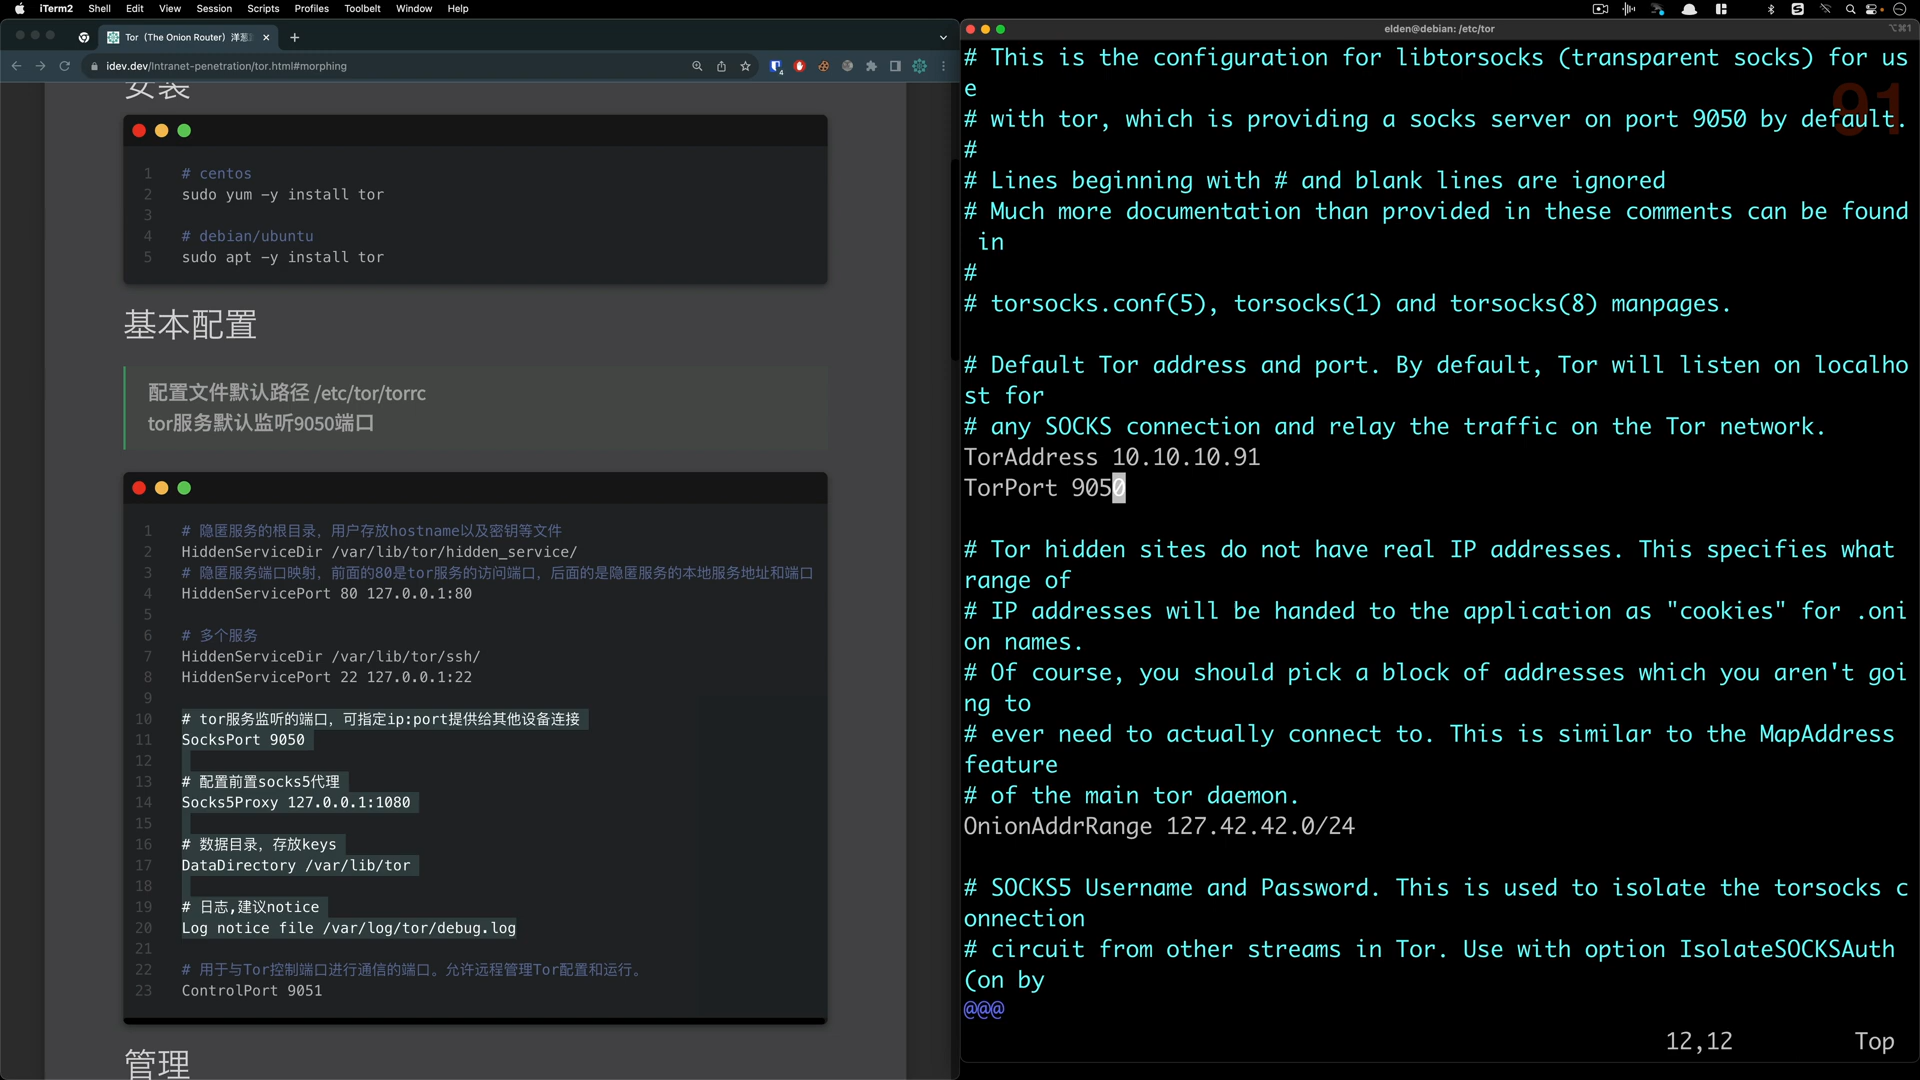 iTerm2 Shell Edit View Session Scripts Profiles Toolbelt Window Help
Tor（The Onion Router）洋葱
idev.dev/Intranet-penetration/tor.html#morphing
安装
1 # centos
2 sudo yum -y install tor
3
4 # debian/ubuntu
5 sudo apt -y install tor
基本配置
配置文件默认路径 /etc/tor/torrc
tor服务默认监听9050端口
1 # 隐匿服务的根目录，用户存放hostname以及密钥等文件
2 HiddenServiceDir /var/lib/tor/hidden_service/
3 # 隐匿服务端口映射，前面的80是tor服务的访问端口，后面的是隐匿服务的本地服务地址和端口
4 HiddenServicePort 80 127.0.0.1:80
5
6 # 多个服务
7 HiddenServiceDir /var/lib/tor/ssh/
8 HiddenServicePort 22 127.0.0.1:22
9
10 # tor服务监听的端口，可指定ip:port提供给其他设备连接
11 SocksPort 9050
12
13 # 配置前置socks5代理
14 Socks5Proxy 127.0.0.1:1080
15
16 # 数据目录，存放keys
17 DataDirectory /var/lib/tor
18
19 # 日志,建议notice
20 Log notice file /var/log/tor/debug.log
21
22 # 用于与Tor控制端口进行通信的端口。允许远程管理Tor配置和运行。
23 ControlPort 9051
管理
elden@debian: /etc/tor
⌥⌘1
91
# This is the configuration for libtorsocks (transparent socks) for us
e
# with tor, which is providing a socks server on port 9050 by default.
#
# Lines beginning with # and blank lines are ignored
# Much more documentation than provided in these comments can be found
in
#
# torsocks.conf(5), torsocks(1) and torsocks(8) manpages.
# Default Tor address and port. By default, Tor will listen on localho
st for
# any SOCKS connection and relay the traffic on the Tor network.
TorAddress 10.10.10.91
TorPort 9050
# Tor hidden sites do not have real IP addresses. This specifies what
range of
# IP addresses will be handed to the application as "cookies" for .oni
on names.
# Of course, you should pick a block of addresses which you aren't goi
ng to
# ever need to actually connect to. This is similar to the MapAddress
feature
# of the main tor daemon.
OnionAddrRange 127.42.42.0/24
# SOCKS5 Username and Password. This is used to isolate the torsocks c
onnection
# circuit from other streams in Tor. Use with option IsolateSOCKSAuth
(on by
@@@
12,12 Top